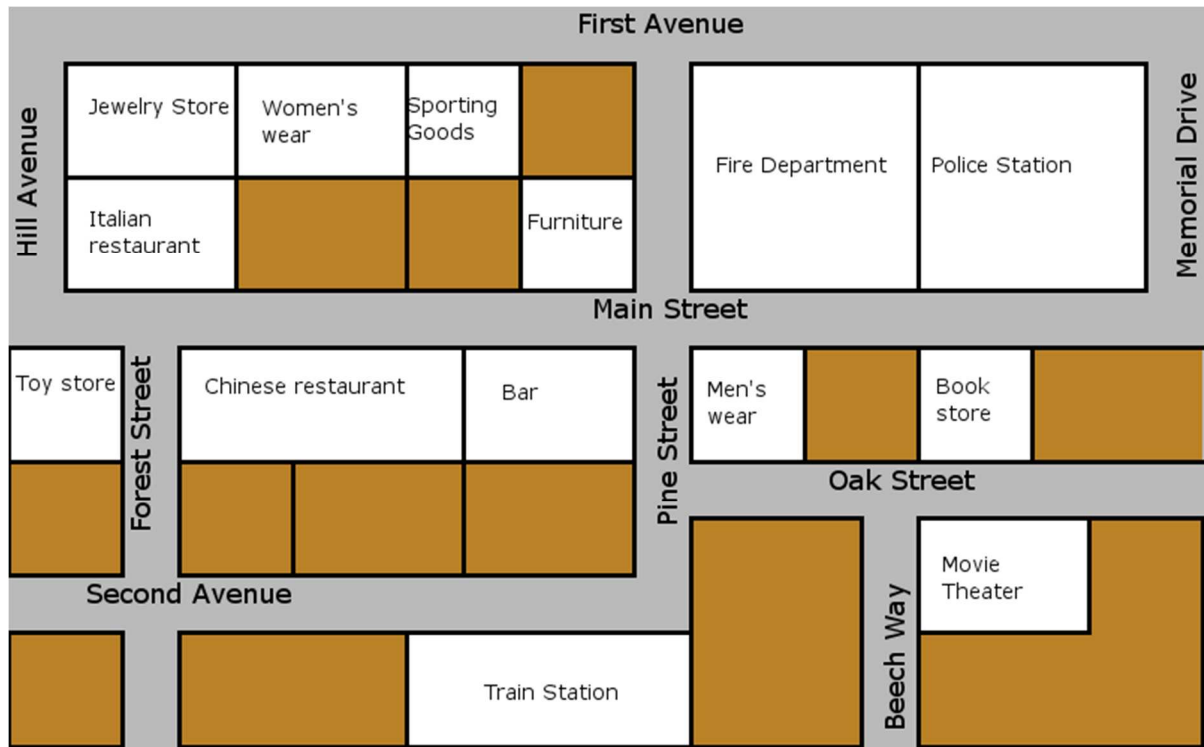 First Avenue
Hill Avenue
Jewelry Store
Women's
wear
Sporting
Goods
Fire Department
Police Station
Memorial Drive
Italian
restaurant
Furniture
Main Street
Toy store
Forest Street
Chinese restaurant
Bar
Pine Street
Men's
wear
Book
store
Oak Street
Second Avenue
Train Station
Beech Way
Movie
Theater